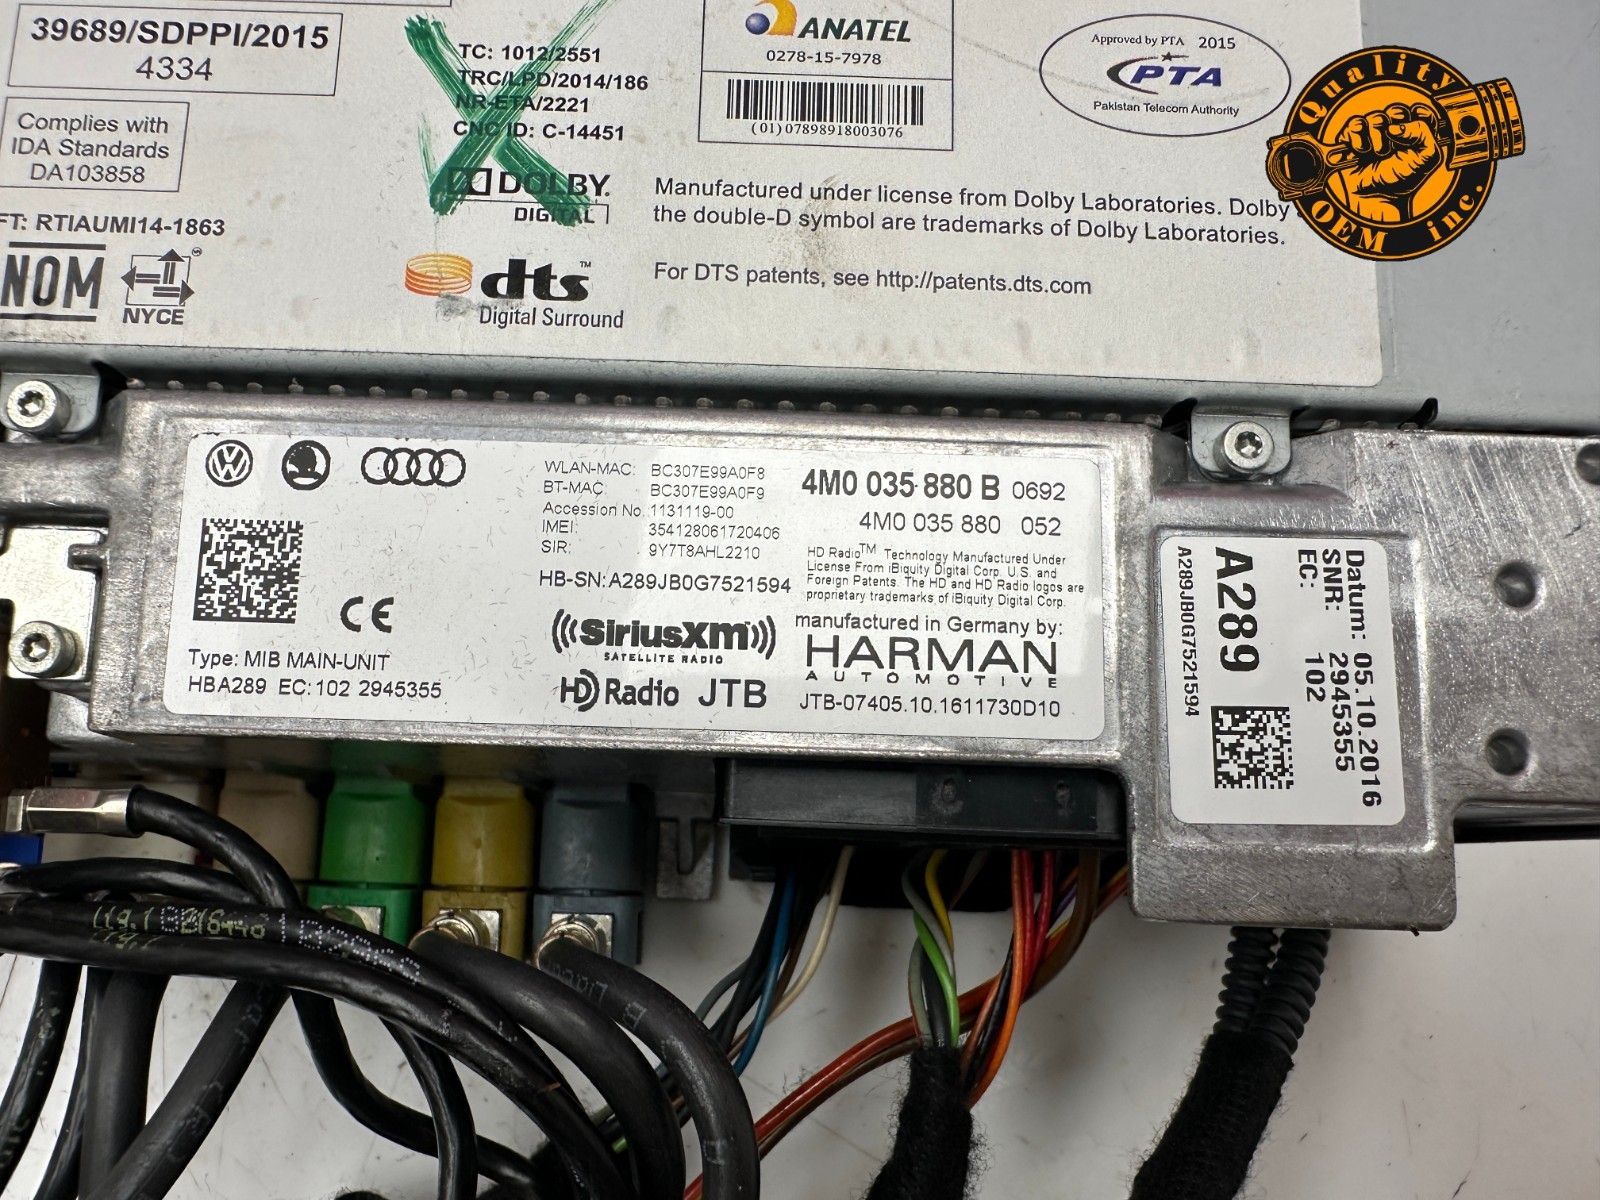 39689/SDPPI/2015
4334
Complies with
IDA Standards
DA103858
FT: RTIAUMI14-1863
NOM
NYCE
TC: 1012/2551
TRC/LPD/2014/186
NR-ETA/2221
CNC ID: C-14451
DOLBY.
DIGITAL
dts™
Digital Surround
ANATEL
0278-15-7978
(01)07898918003076
Approved by PTA 2015
PTA
Pakistan Telecom Authority
Manufactured under license from Dolby Laboratories. Dolby
the double-D symbol are trademarks of Dolby Laboratories.
For DTS patents, see http://patents.dts.com
Quality
OEM inc.
WLAN-MAC: BC307E99A0F8
BT-MAC: BC307E99A0F9
Accession No. 1131119-00
IMEI: 354128061720406
SIR: 9Y7T8AHL2210
HB-SN: A289JB0G7521594
4M0 035 880 B 0692
4M0 035 880 052
HD Radio™ Technology Manufactured Under
License From iBiquity Digital Corp. U.S. and
Foreign Patents. The HD and HD Radio logos are
proprietary trademarks of iBiquity Digital Corp.
CE
Type: MIB MAIN-UNIT
HBA289 EC: 102 2945355
SiriusXM
SATELLITE RADIO
HD Radio JTB
manufactured in Germany by:
HARMAN
AUTOMOTIVE
JTB-07405.10.1611730D10
Datum: 05.10.2016
SNR: 2945355
EC: 102
A289
A289JB0G7521594